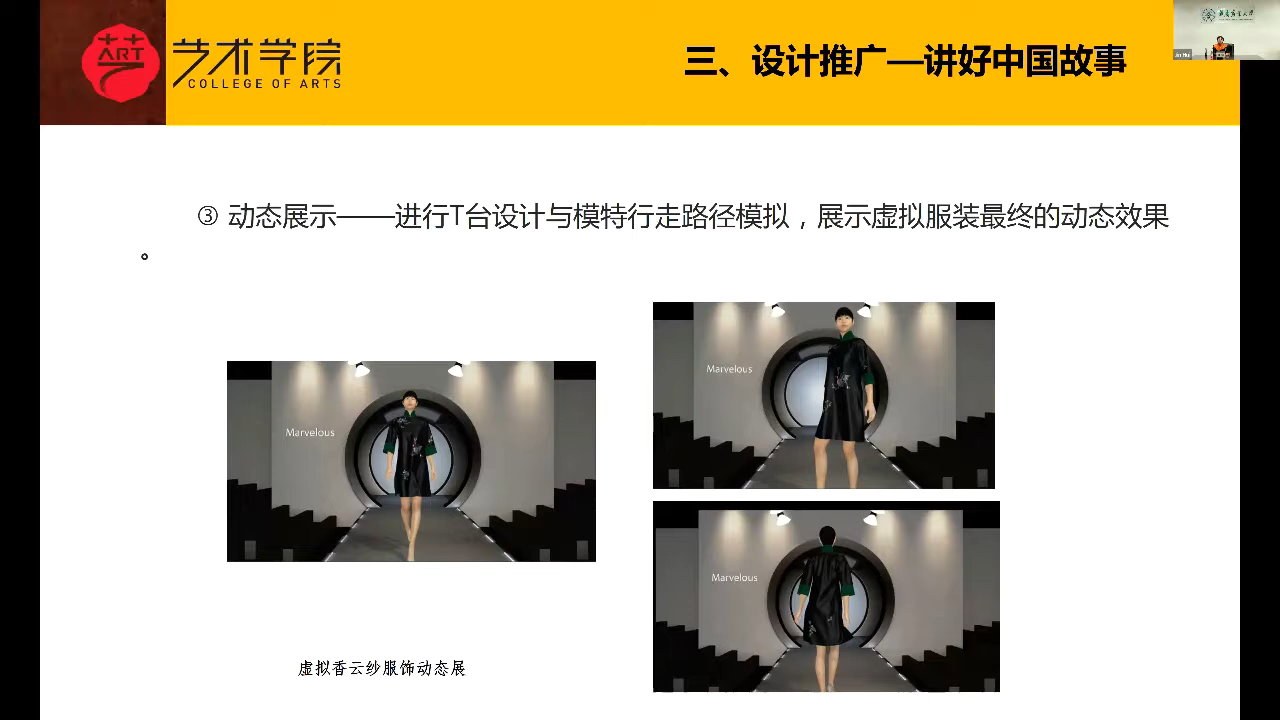 ART
艺术学院
COLLEGE OF ARTS
三、设计推广—讲好中国故事
③ 动态展示——进行T台设计与模特行走路径模拟，展示虚拟服装最终的动态效果
。
Marvelous
Marvelous
Marvelous
虚拟香云纱服饰动态展